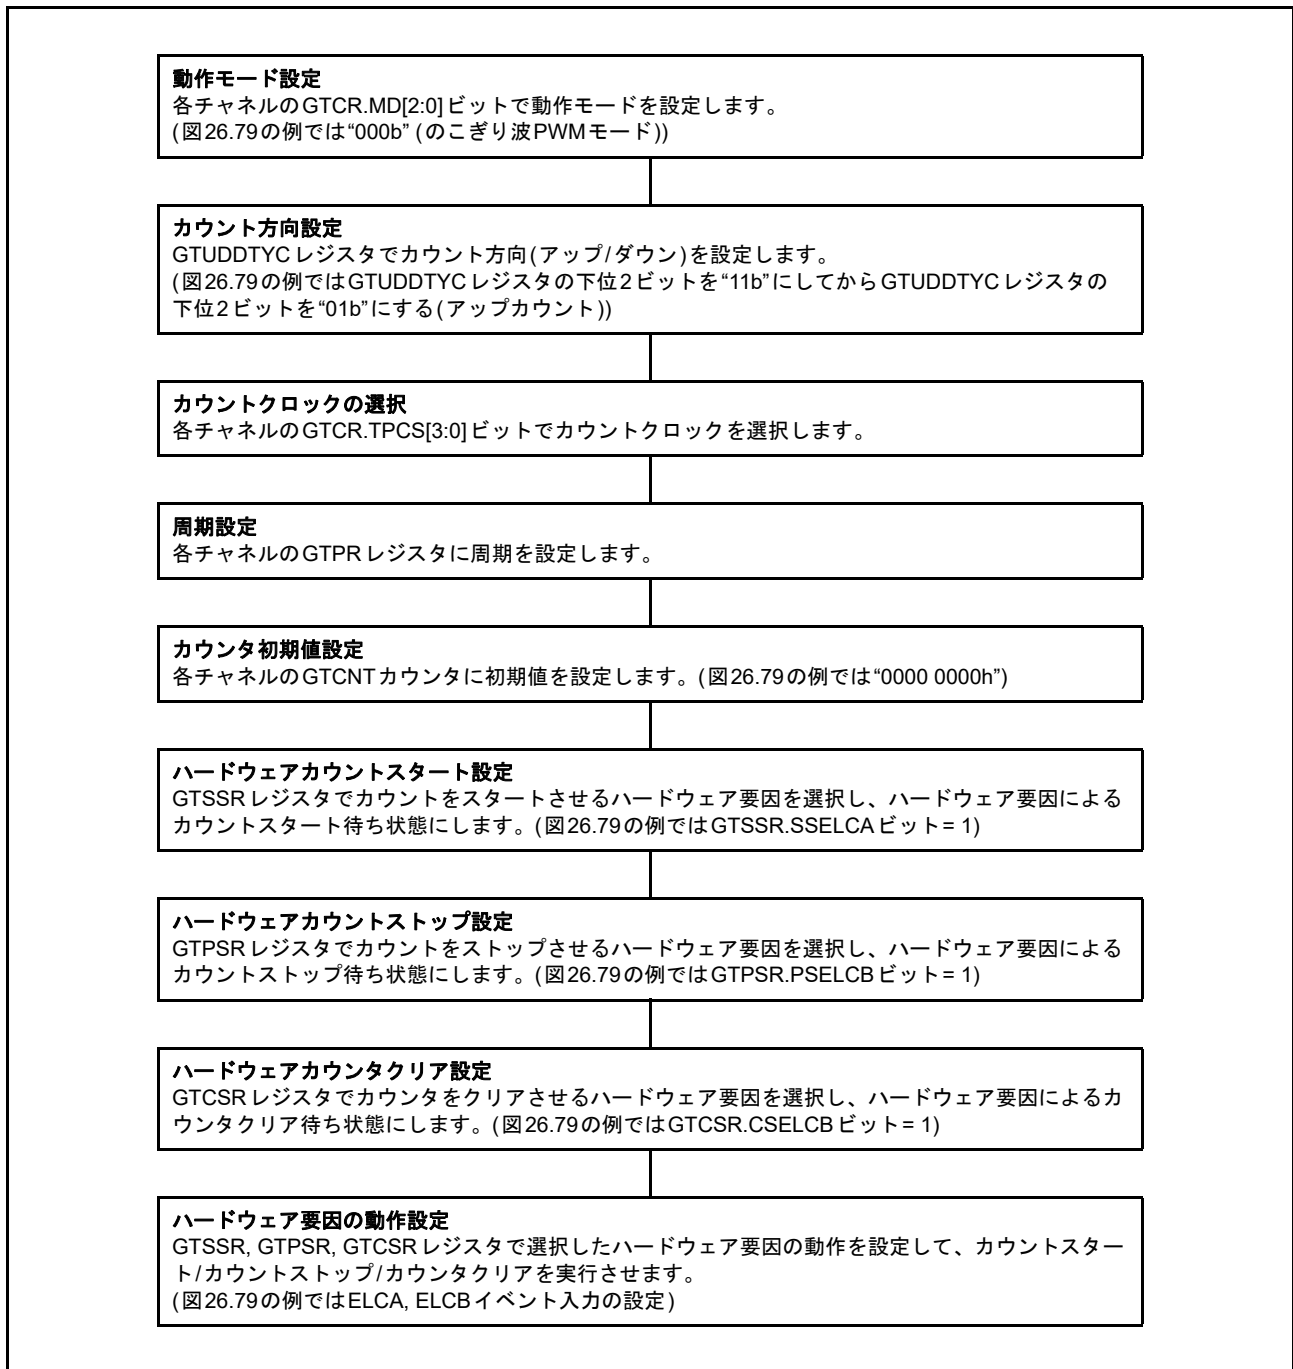 動作モード設定
各チャネルのGTCR.MD[2:0]ビットで動作モードを設定します。
(図26.79の例では“000b” (のこぎり波PWMモード))
カウント方向設定
GTUDDTYCレジスタでカウント方向(アップ/ダウン)を設定します。
(図26.79の例ではGTUDDTYCレジスタの下位2ビットを“11b”にしてからGTUDDTYCレジスタの
下位2ビットを“01b”にする(アップカウント))
カウントクロックの選択
各チャネルのGTCR.TPCS[3:0]ビットでカウントクロックを選択します。
周期設定
各チャネルのGTPRレジスタに周期を設定します。
カウンタ初期値設定
各チャネルのGTCNTカウンタに初期値を設定します。(図26.79の例では“0000 0000h”)
ハードウェアカウントスタート設定
GTSSRレジスタでカウントをスタートさせるハードウェア要因を選択し、ハードウェア要因による
カウントスタート待ち状態にします。(図26.79の例ではGTSSR.SSELCAビット= 1)
ハードウェアカウントストップ設定
GTPSRレジスタでカウントをストップさせるハードウェア要因を選択し、ハードウェア要因による
カウントストップ待ち状態にします。(図26.79の例ではGTPSR.PSELCBビット= 1)
ハードウェアカウンタクリア設定
GTCSRレジスタでカウンタをクリアさせるハードウェア要因を選択し、ハードウェア要因によるカ
ウンタクリア待ち状態にします。(図26.79の例ではGTCSR.CSELCBビット= 1)
ハードウェア要因の動作設定
GTSSR, GTPSR, GTCSRレジスタで選択したハードウェア要因の動作を設定して、カウントスター
ト/カウントストップ/カウンタクリアを実行させます。
(図26.79の例ではELCA, ELCBイベント入力の設定)